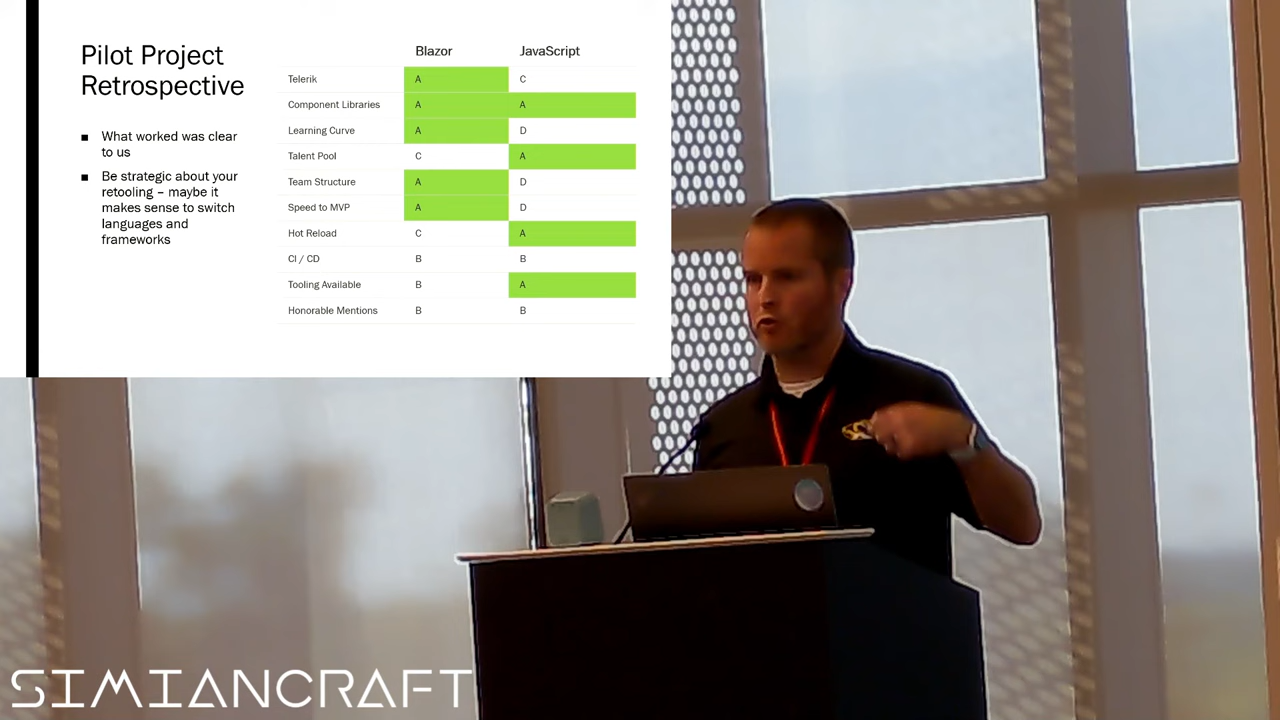 Pilot Project
Retrospective
■ What worked was clear
to us
■ Be strategic about your
retooling – maybe it
makes sense to switch
languages and
frameworks
Blazor JavaScript
Telerik A C
Component Libraries A A
Learning Curve A D
Talent Pool C A
Team Structure A D
Speed to MVP A D
Hot Reload C A
CI / CD B B
Tooling Available B A
Honorable Mentions B B
SIMIANCRAFT